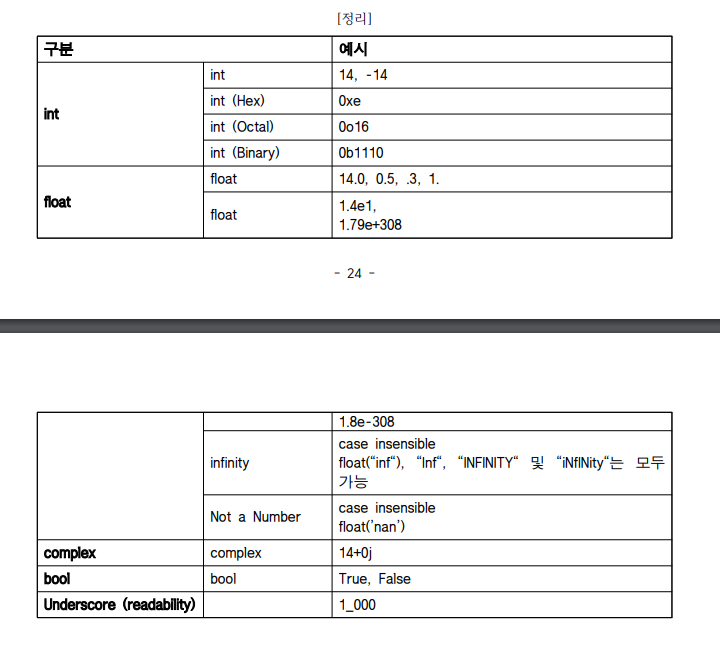 [정리]
구분 예시
int
int 14, -14
int (Hex) 0xe
int (Octal) 0o16
int (Binary) 0b1110
float
float 14.0, 0.5, .3, 1.
float 1.4e1,
1.79e+308
- 24 -
1.8e-308
infinity
case insensible
float(“inf“), “Inf“, “INFINITY“ 및 “iNfINity“는 모두
가능
Not a Number
case insensible
float(’nan’)
complex complex 14+0j
bool bool True, False
Underscore (readability) 1_000